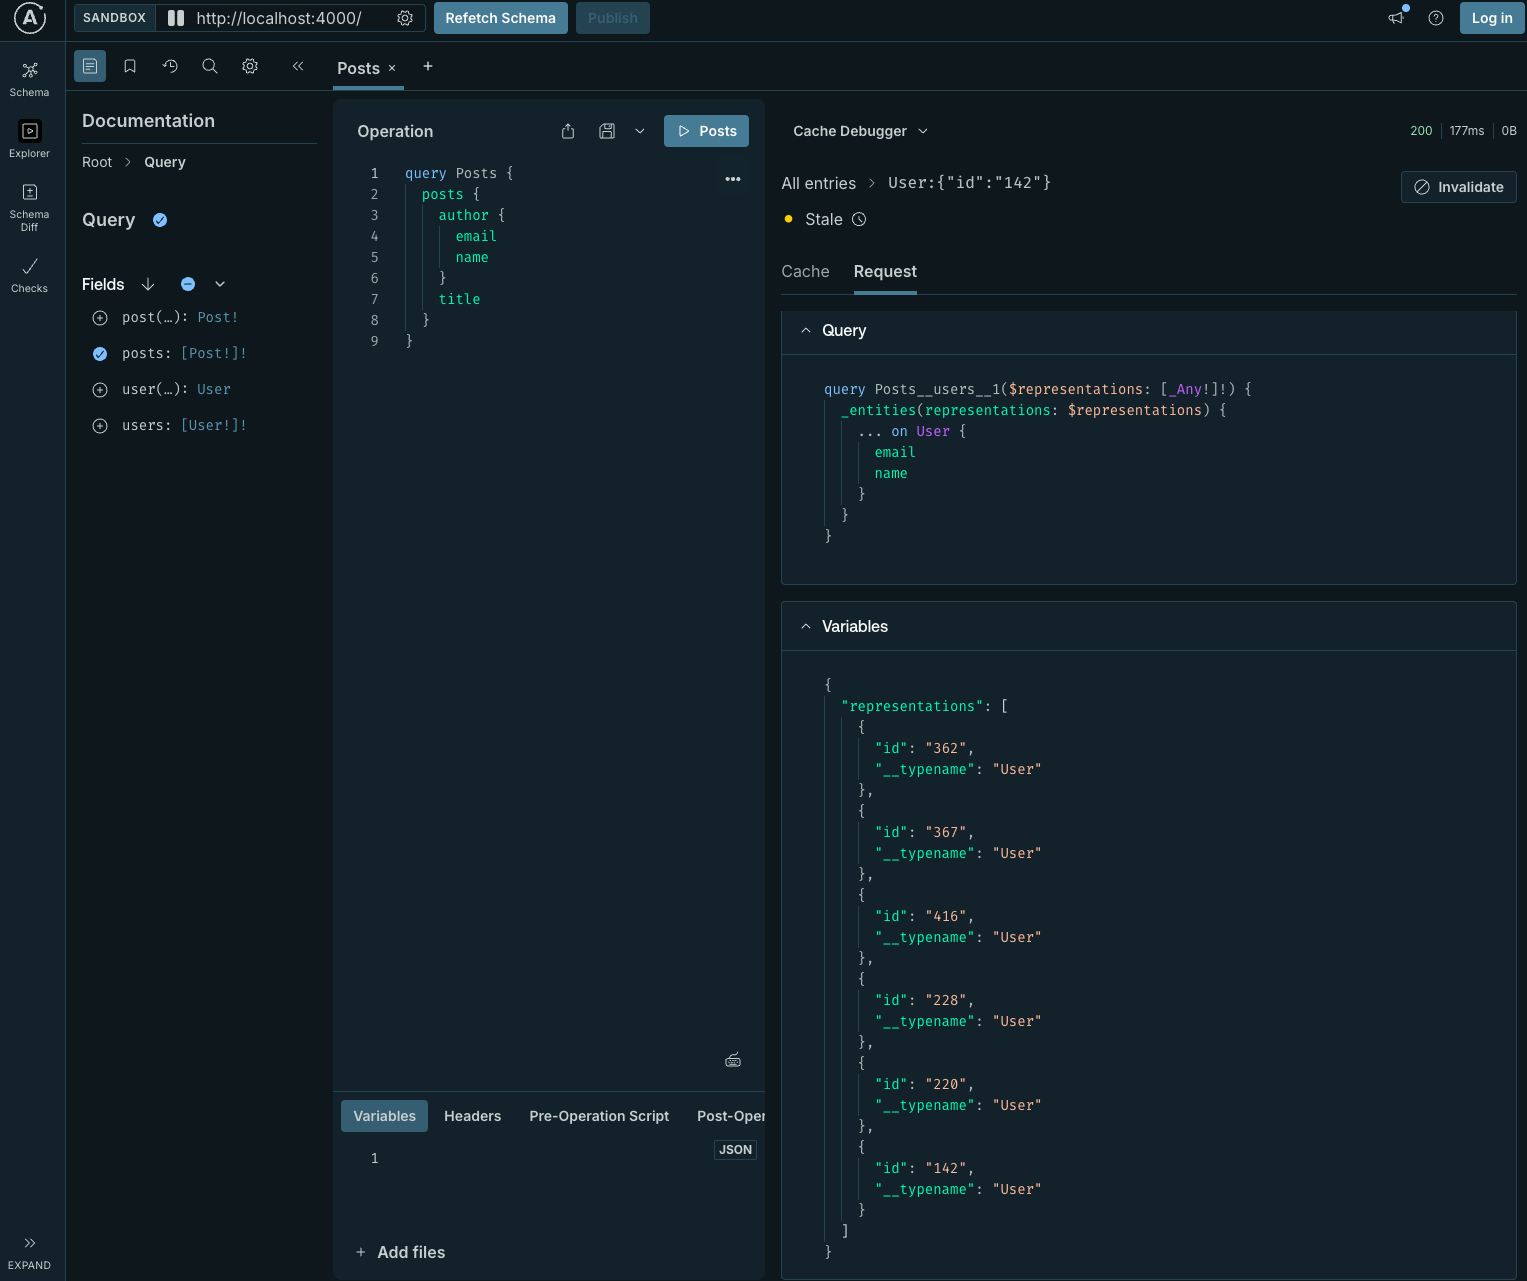 SANDBOX
http://localhost:4000/
Refetch Schema
Publish
Log in
Schema
Explorer
Schema
Diff
Checks
EXPAND
Posts ×
+
Documentation
Root > Query
Query
Fields
post(…): Post!
posts: [Post!]!
user(…): User
users: [User!]!
Operation
Posts
•••
1 query Posts {
2 posts {
3 author {
4 email
5 name
6 }
7 title
8 }
9 }
Variables
Headers
Pre-Operation Script
Post-Oper
JSON
1
+ Add files
Cache Debugger
200
177ms
0B
All entries > User:{"id":"142"}
Invalidate
Stale
Cache
Request
Query
query Posts__users__1($representations: [_Any!]!) {
_entities(representations: $representations) {
... on User {
email
name
}
}
}
Variables
{
"representations": [
{
"id": "362",
"__typename": "User"
},
{
"id": "367",
"__typename": "User"
},
{
"id": "416",
"__typename": "User"
},
{
"id": "228",
"__typename": "User"
},
{
"id": "220",
"__typename": "User"
},
{
"id": "142",
"__typename": "User"
}
]
}